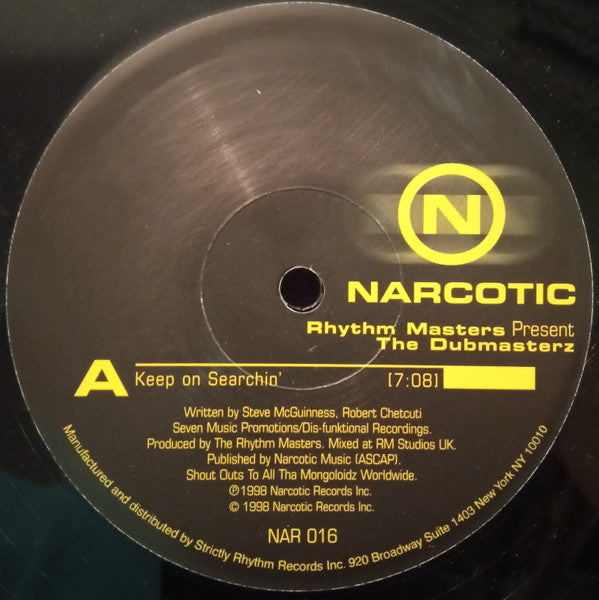 N
NARCOTIC
Rhythm Masters Present
The Dubmasterz
A
Keep on Searchin' [7:08]
Written by Steve McGuinness, Robert Chetcuti
Seven Music Promotions/Dis-funktional Recordings.
Produced by The Rhythm Masters. Mixed at RM Studios UK.
Published by Narcotic Music (ASCAP).
Shout Outs To All Tha Mongoloidz Worldwide.
℗1998 Narcotic Records Inc.
© 1998 Narcotic Records Inc.
NAR 016
Manufactured and distributed by Strictly Rhythm Records Inc. 920 Broadway Suite 1403 New York NY 10010